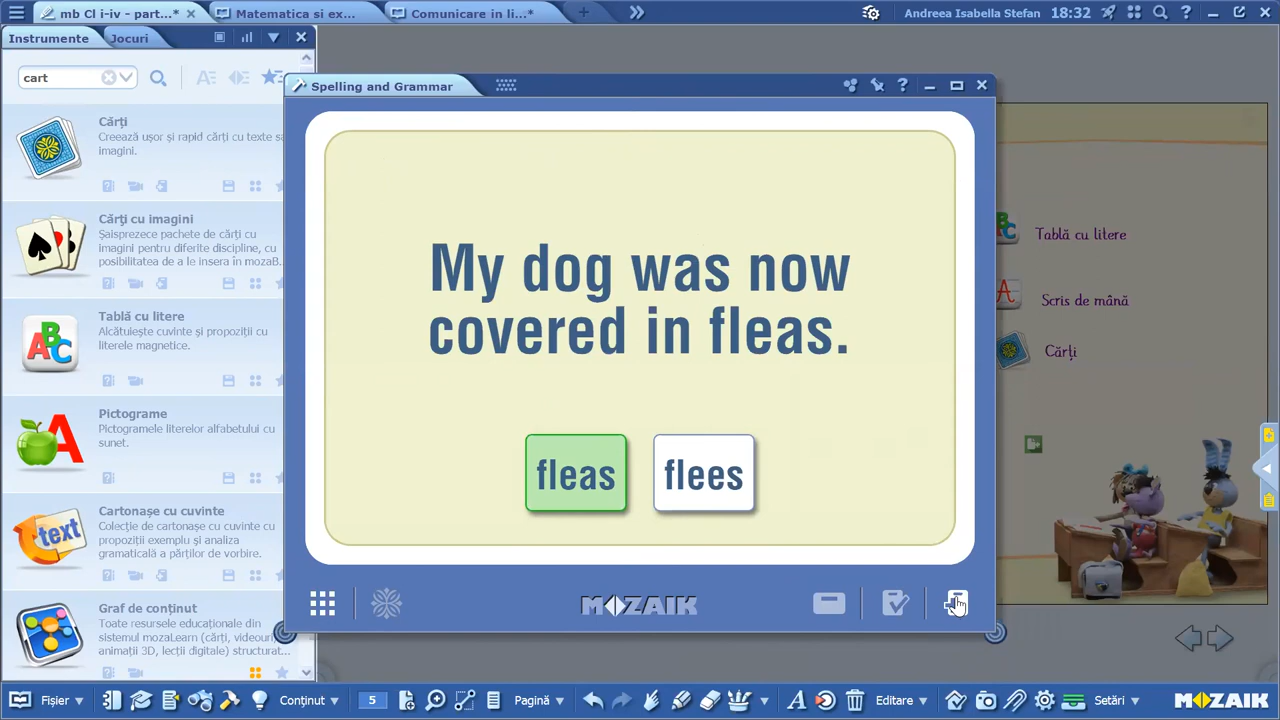 mb Cl i-iv - part...*
Matematica si ex...
Comunicare in li...*
Andreea Isabella Stefan
18:32
Instrumente
Jocuri
cart
Cărți
Creează ușor și rapid cărți cu texte sa
imagini.
Cărți cu imagini
Șaisprezece pachete de cărți cu
imagini pentru diferite discipline, cu
posibilitatea de a le insera în mozaB.
Tablă cu litere
Alcătuiește cuvinte și propoziții cu
literele magnetice.
Pictograme
Pictogramele literelor alfabetului cu
sunet.
Cartonașe cu cuvinte
Colecție de cartonașe cu cuvinte cu
propoziții exemplu și analiza
gramaticală a părților de vorbire.
Graf de conținut
Toate resursele educaționale din
sistemul mozaLearn (cărți, videouri,
animații 3D, lecții digitale) structurat...
Spelling and Grammar
My dog was now
covered in fleas.
fleas
flees
MOZAIK
Tablă cu litere
Scris de mână
Cărți
Fișier
Conținut
5
Pagină
Editare
Setări
MOZAIK